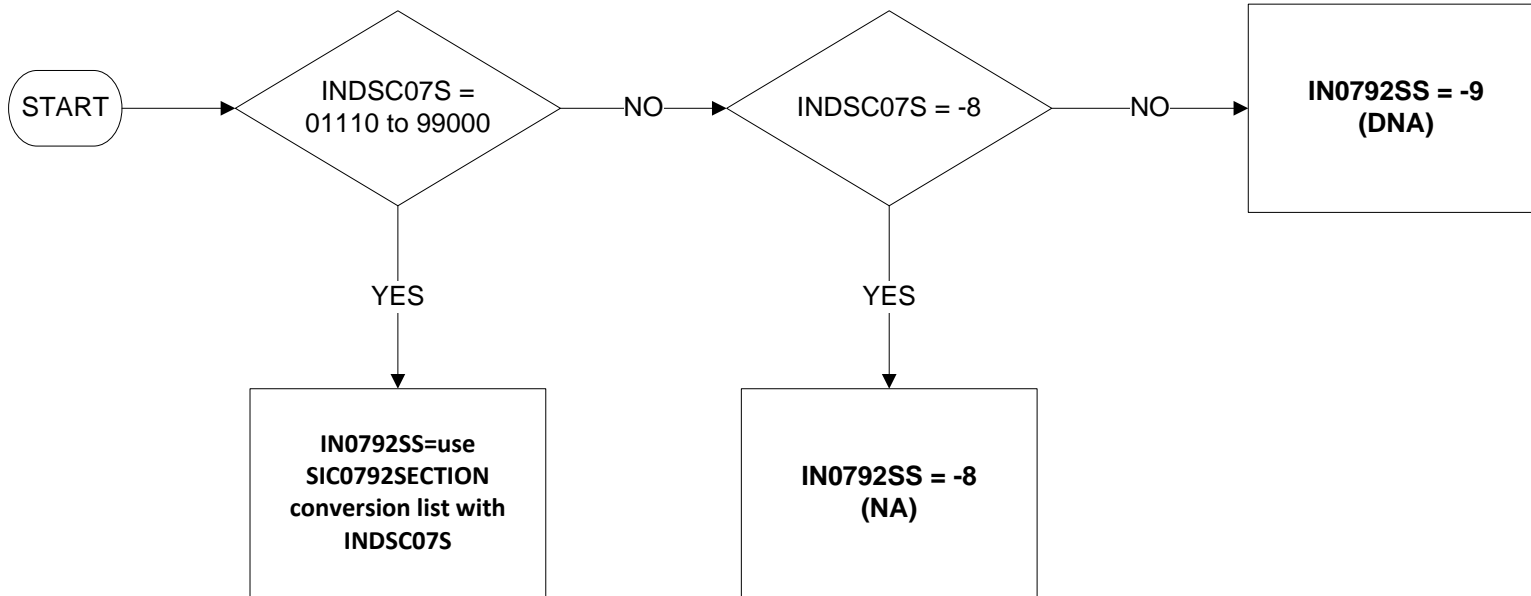 START
INDSC07S =
01110 to 99000
NO
INDSC07S = -8
NO
IN0792SS = -9
(DNA)
YES
YES
IN0792SS=use
SIC0792SECTION
conversion list with
INDSC07S
IN0792SS = -8
(NA)